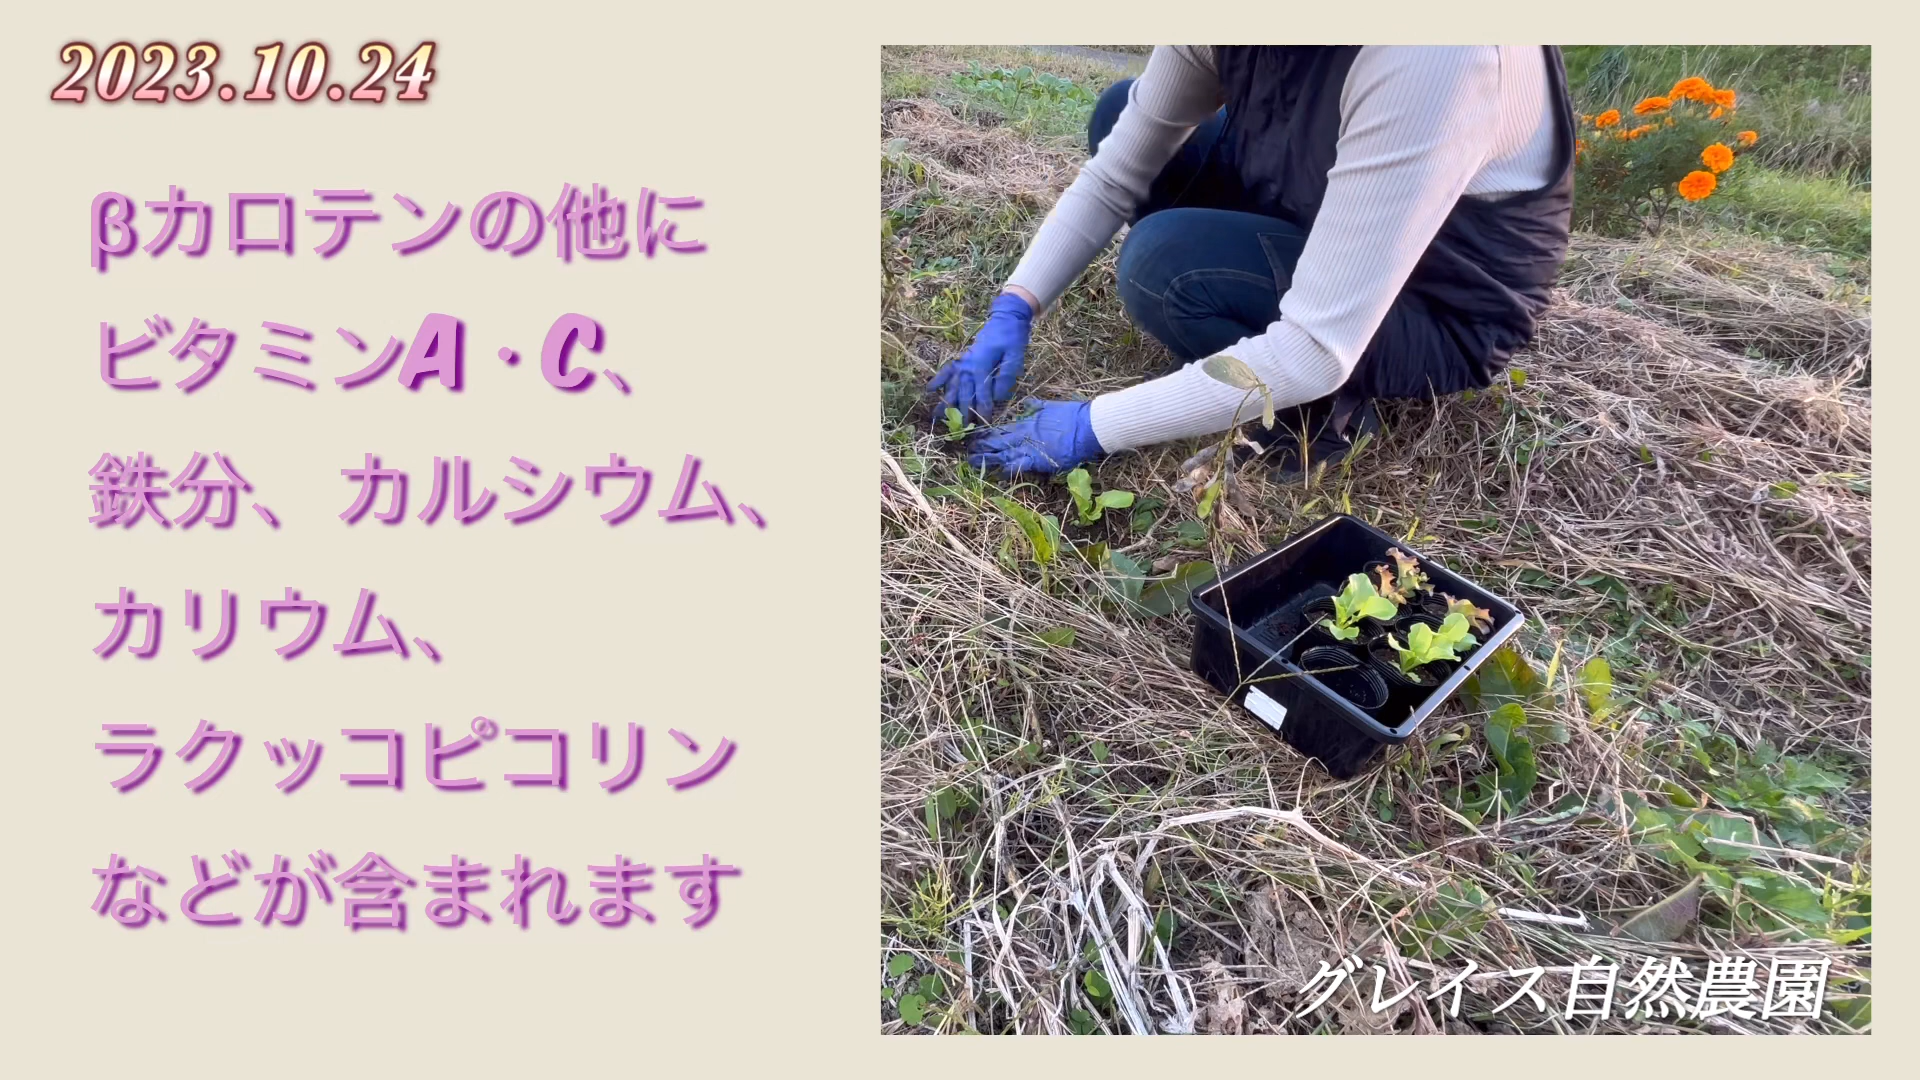 2023.10.24
βカロテンの他に
ビタミンA・C、
鉄分、カルシウム、
カリウム、
ラクッコピコリン
などが含まれます
グレイス自然農園